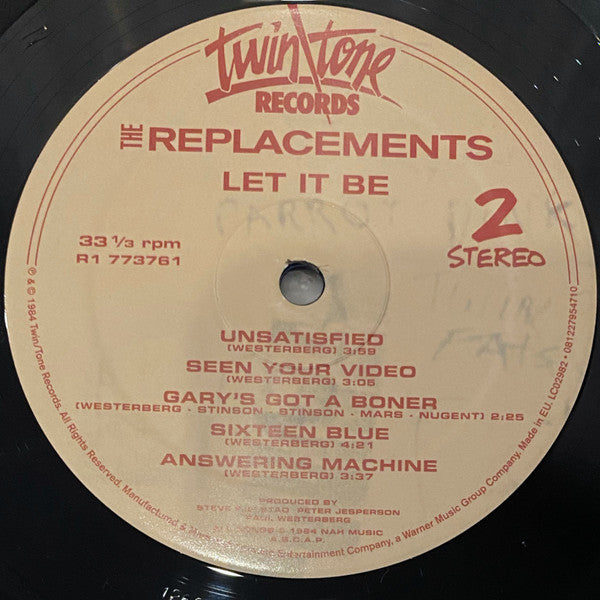 twin/tone
RECORDS
THE REPLACEMENTS
LET IT BE
33 1/3 rpm
R1 773761
2
STEREO
UNSATISFIED
(WESTERBERG) 3:59
SEEN YOUR VIDEO
(WESTERBERG) 3:05
GARY'S GOT A BONER
(WESTERBERG - STINSON - STINSON - MARS - NUGENT) 2:25
SIXTEEN BLUE
(WESTERBERG) 4:21
ANSWERING MACHINE
(WESTERBERG) 3:37
PRODUCED BY
STEVE PETER JESPERSON
PAUL WESTERBERG
1984 NAH MUSIC
A.S.C.A.P.
℗ & © 1984 Twin/Tone Records. All Rights Reserved. Manufactured & Entertainment Company, a Warner Music Group Company. Made in EU. LC02982 • 081227954710